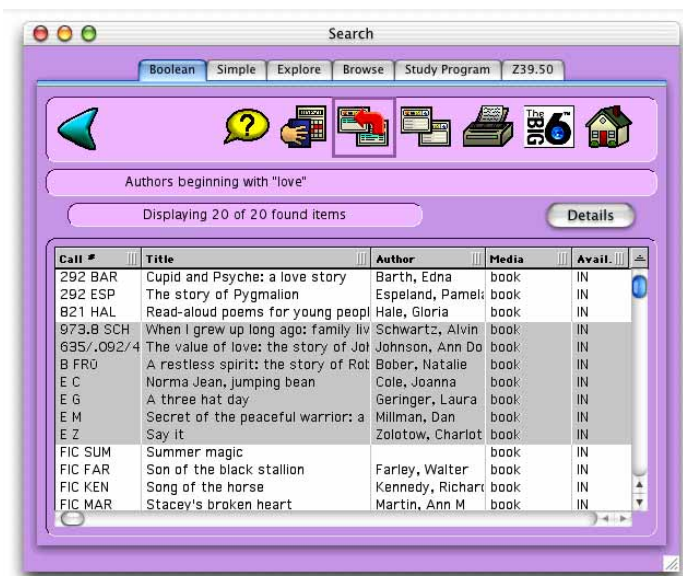 Search
Boolean Simple Explore Browse Study Program Z39.50
The BIG 6
Authors beginning with "love"
Displaying 20 of 20 found items
Details
Call # Title Author Media Avail.
292 BAR Cupid and Psyche: a love story Barth, Edna book IN
292 ESP The story of Pygmalion Espeland, Pamela book IN
821 HAL Read-aloud poems for young peopl Hale, Gloria book IN
973.8 SCH When I grew up long ago: family liv Schwartz, Alvin book IN
635/.092/4 The value of love: the story of Joh Johnson, Ann Do book IN
B FRO A restless spirit: the story of Rob Bober, Natalie book IN
E C Norma Jean, jumping bean Cole, Joanna book IN
E G A three hat day Geringer, Laura book IN
E M Secret of the peaceful warrior: a Millman, Dan book IN
E Z Say it Zolotow, Charlot book IN
FIC SUM Summer magic book IN
FIC FAR Son of the black stallion Farley, Walter book IN
FIC KEN Song of the horse Kennedy, Richard book IN
FIC MAR Stacey's broken heart Martin, Ann M book IN